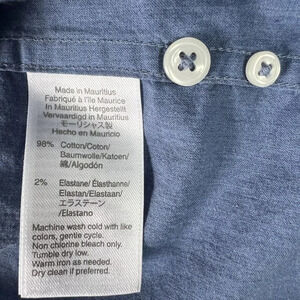 Made in Mauritius
Fabriqué à l'île Maurice
In Mauritius Hergestellt
Vervaardigd in Mauritius
モーリシャス製
Hecho en Mauricio
98% Cotton/Coton/
Baumwolle/Katoen/
綿/Algodón
2% Elastane/Élasthanne/
Elastan/Elastaan/
エラステーン
/Elastano
Machine wash cold with like
colors, gentle cycle.
Non chlorine bleach only.
Tumble dry low.
Warm iron as needed.
Dry clean if preferred.